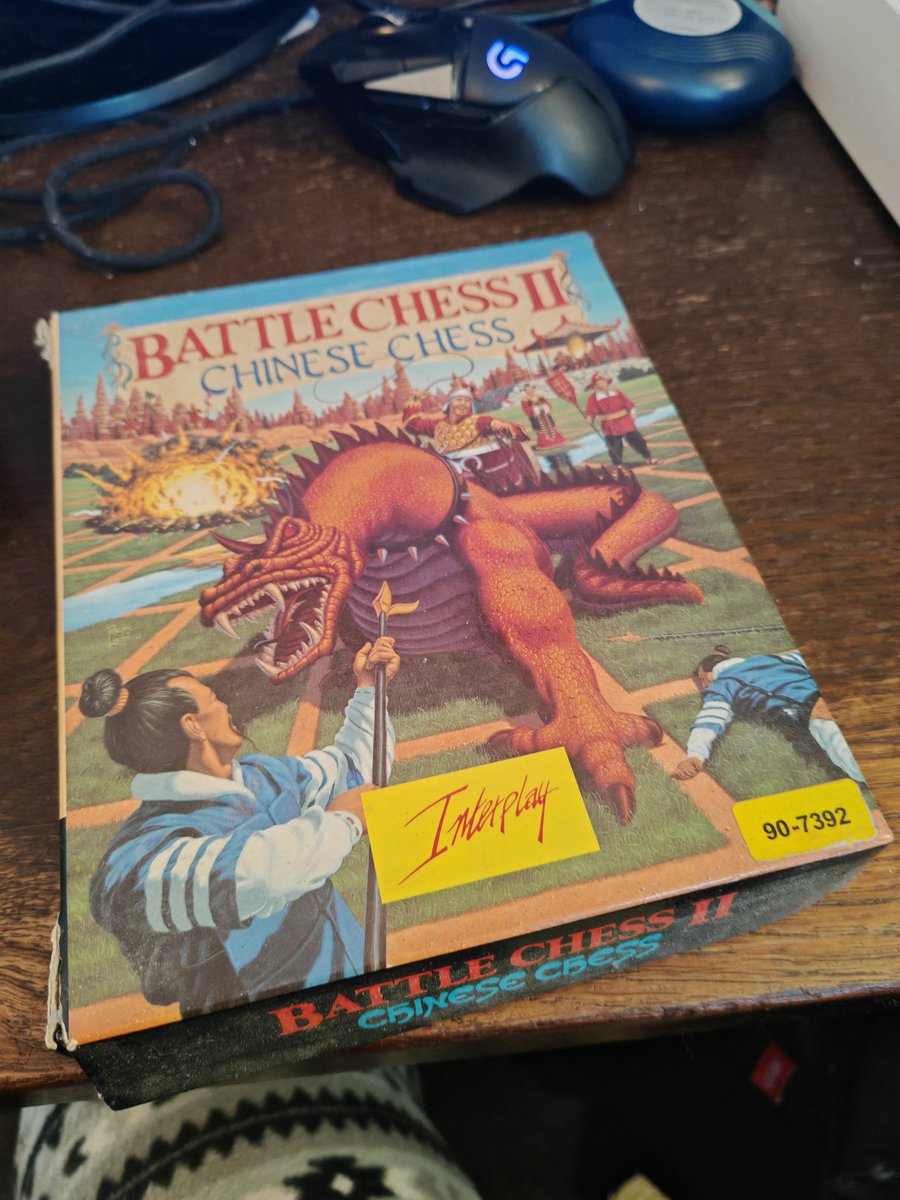 BATTLE CHESS II
CHINESE CHESS
Interplay
90-7392
BATTLE CHESS II
CHINESE CHESS